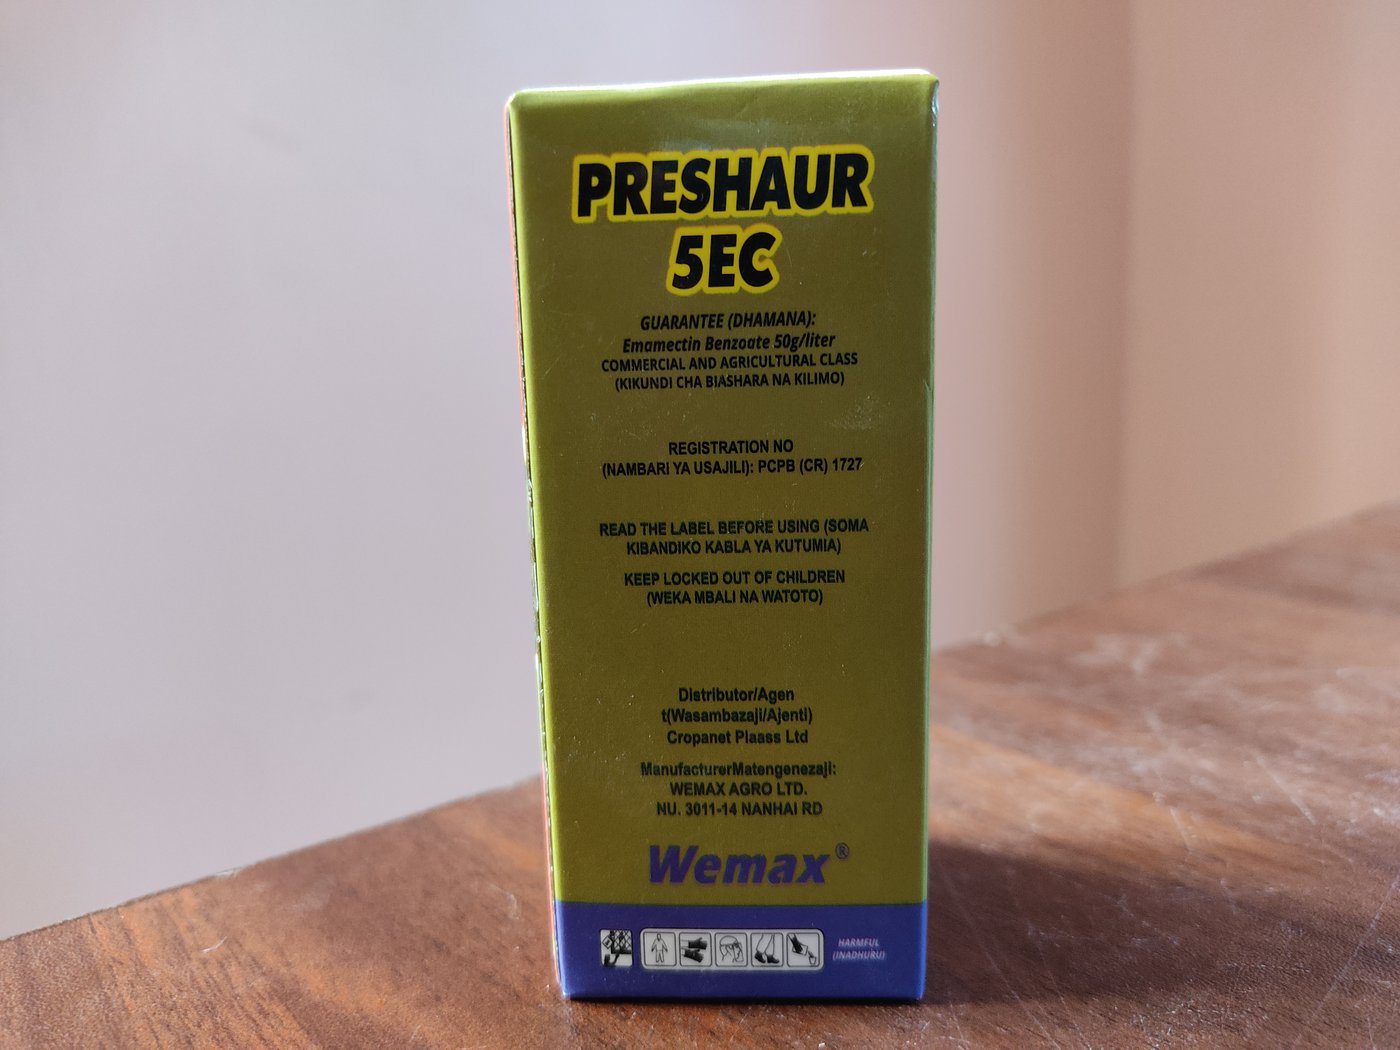 PRESHAUR
5EC
GUARANTEE (DHAMANA):
Emamectin Benzoate 50g/liter
COMMERCIAL AND AGRICULTURAL CLASS
(KIKUNDI CHA BIASHARA NA KILIMO)
REGISTRATION NO
(NAMBARI YA USAJILI): PCPB (CR) 1727
READ THE LABEL BEFORE USING (SOMA
KIBANDIKO KABLA YA KUTUMIA)
KEEP LOCKED OUT OF CHILDREN
(WEKA MBALI NA WATOTO)
Distributor/Agen
t(Wasambazaji/Ajenti)
Cropanet Plaass Ltd
ManufacturerMatengenezaji:
WEMAX AGRO LTD.
NU. 3011-14 NANHAI RD
Wemax®
HARMFUL
(INADHURU)